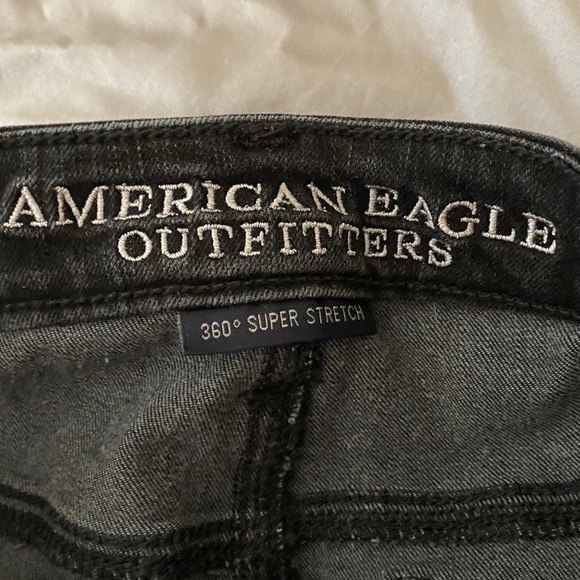 AMERICAN EAGLE
OUTFITTERS
360° SUPER STRETCH